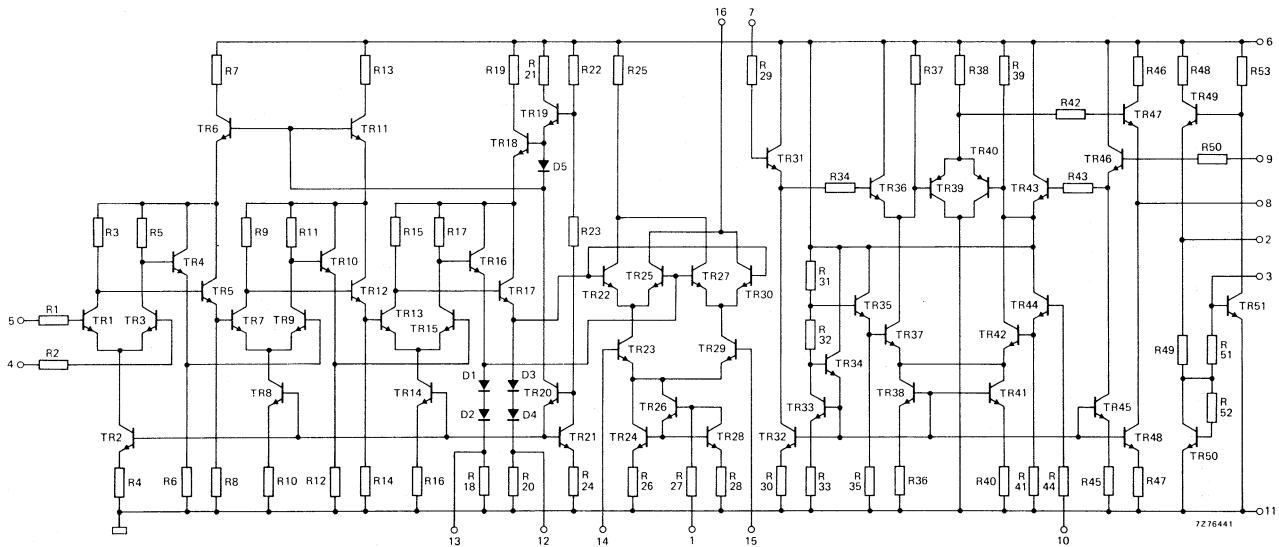 16 7
6
R7 R13 R19 R 21 R22 R25 R 29 R37 R38 R 39 R46 R48 R53
TR19 R42 TR49
TR6 TR11 TR18 TR47
D5 TR31 TR40 TR46 R50 9
R34 TR36 TR39 TR43 R43
8
R3 R5 R9 R11 R15 R17 R23
2
TR4 TR10 TR16 TR25 TR27 R 31 3
TR5 TR12 TR17 TR22 TR30 TR35 TR44 TR51
5 R1 TR1 TR3 TR7 TR9 TR13 TR15 R 32 TR37 TR42
TR23 TR29 R49 R 51
4 R2 TR34
D1 D3
TR8 TR14 TR20 TR38 TR41
D2 D4 TR26 TR33 TR45 R 52
TR2 TR21 TR24 TR28 TR32 TR48 TR50
R4 R6 R8 R10 R12 R14 R16 R 18 R 20 R 24 R 26 R 27 R 28 R 30 R 33 R 35 R36 R40 R 41 R 44 R45 R47
11
7Z76441
13 12 14 1 15 10